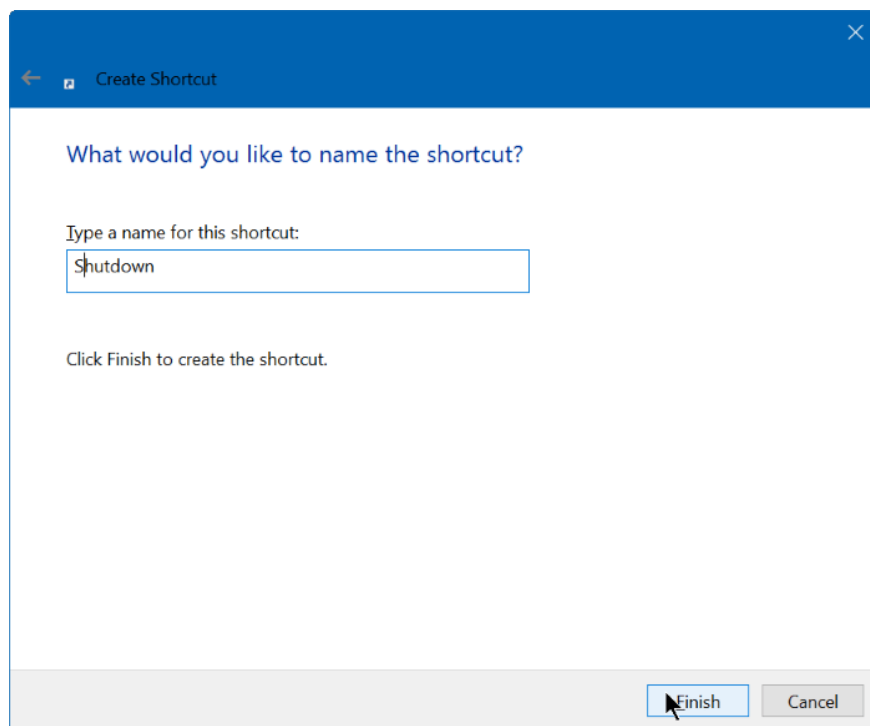 Create Shortcut
What would you like to name the shortcut?
Type a name for this shortcut:
Shutdown
Click Finish to create the shortcut.
Finish Cancel